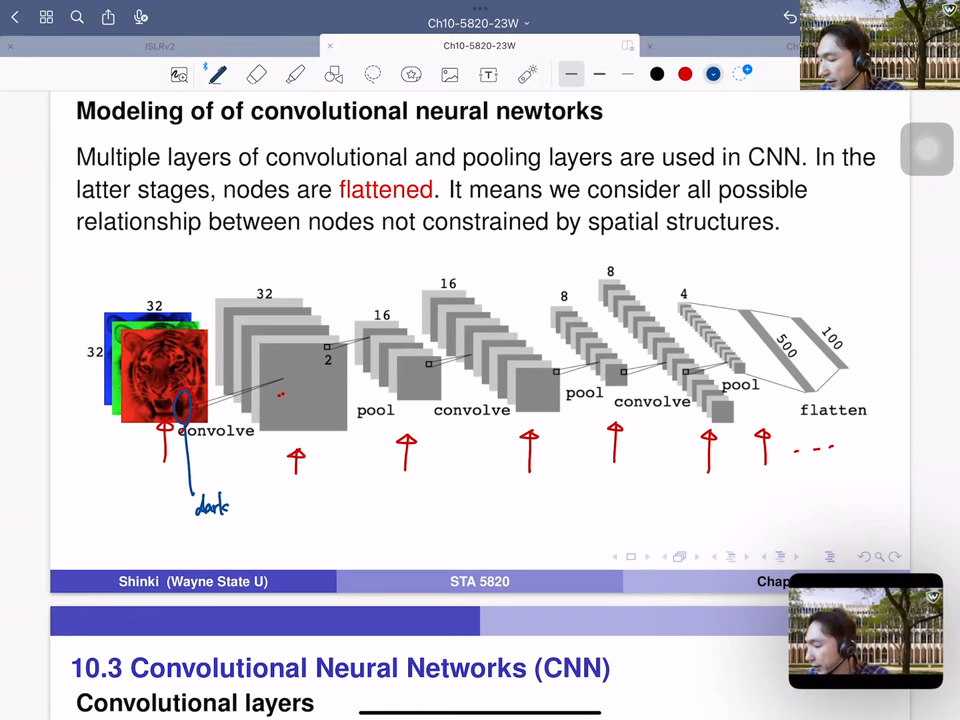 Ch10-5820-23W
ISLRv2
Ch10-5820-23W
Ch
Modeling of of convolutional neural newtorks
Multiple layers of convolutional and pooling layers are used in CNN. In the
latter stages, nodes are flattened. It means we consider all possible
relationship between nodes not constrained by spatial structures.
32
32
32
2
convolve
16
pool
16
convolve
8
pool
8
convolve
4
pool
500
100
flatten
dark
Shinki (Wayne State U)
STA 5820
Chap
10.3 Convolutional Neural Networks (CNN)
Convolutional layers